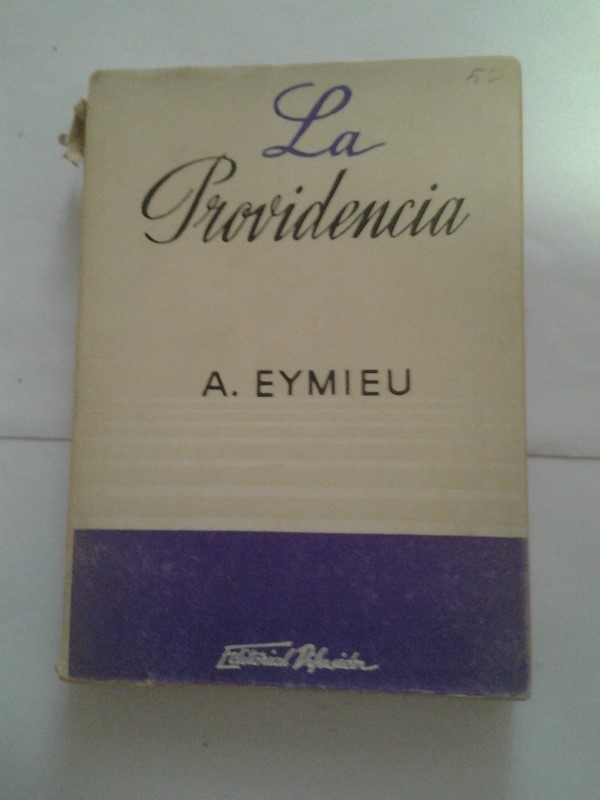 La
Providencia
A. EYMIEU
Editorial Difusión